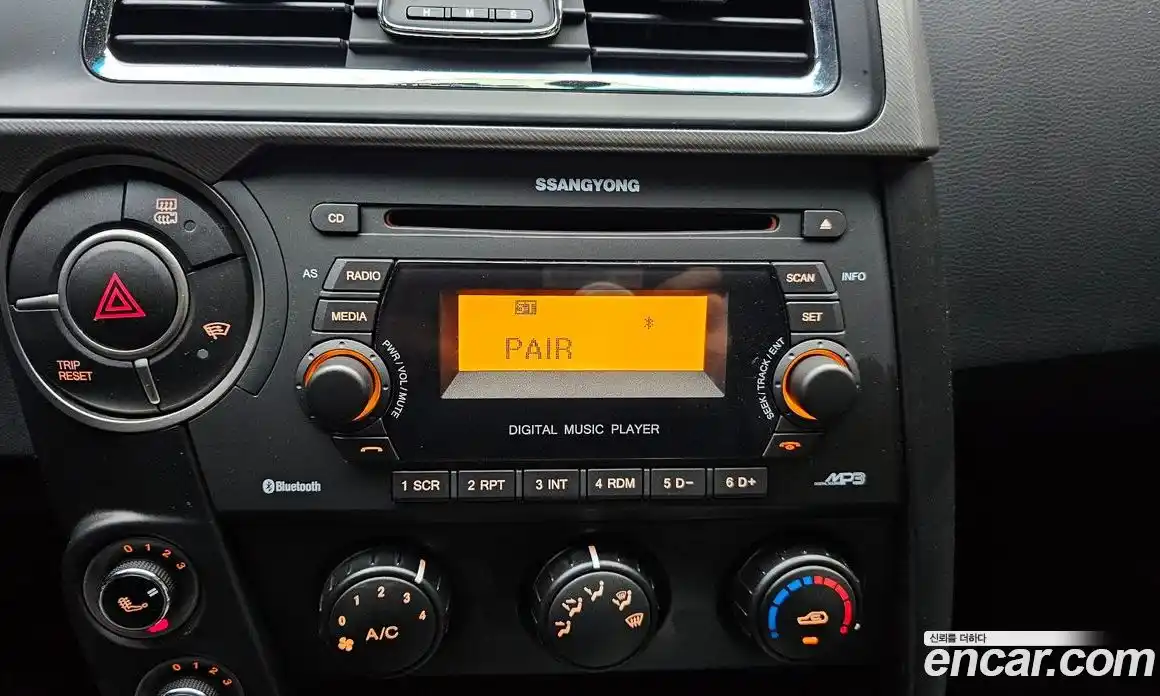 H M S
SSANGYONG
CD
AS RADIO
SCAN INFO
MEDIA
SET
ST
PAIR
TRIP
RESET
PWR / VOL / MUTE
SEEK / TRACK / ENT
DIGITAL MUSIC PLAYER
Bluetooth
1 SCR 2 RPT 3 INT 4 RDM 5 D- 6 D+
MP3
0 1 2 3
0 1 2 3 4
A/C
0 1 2 3
신뢰를 더하다
encar.com